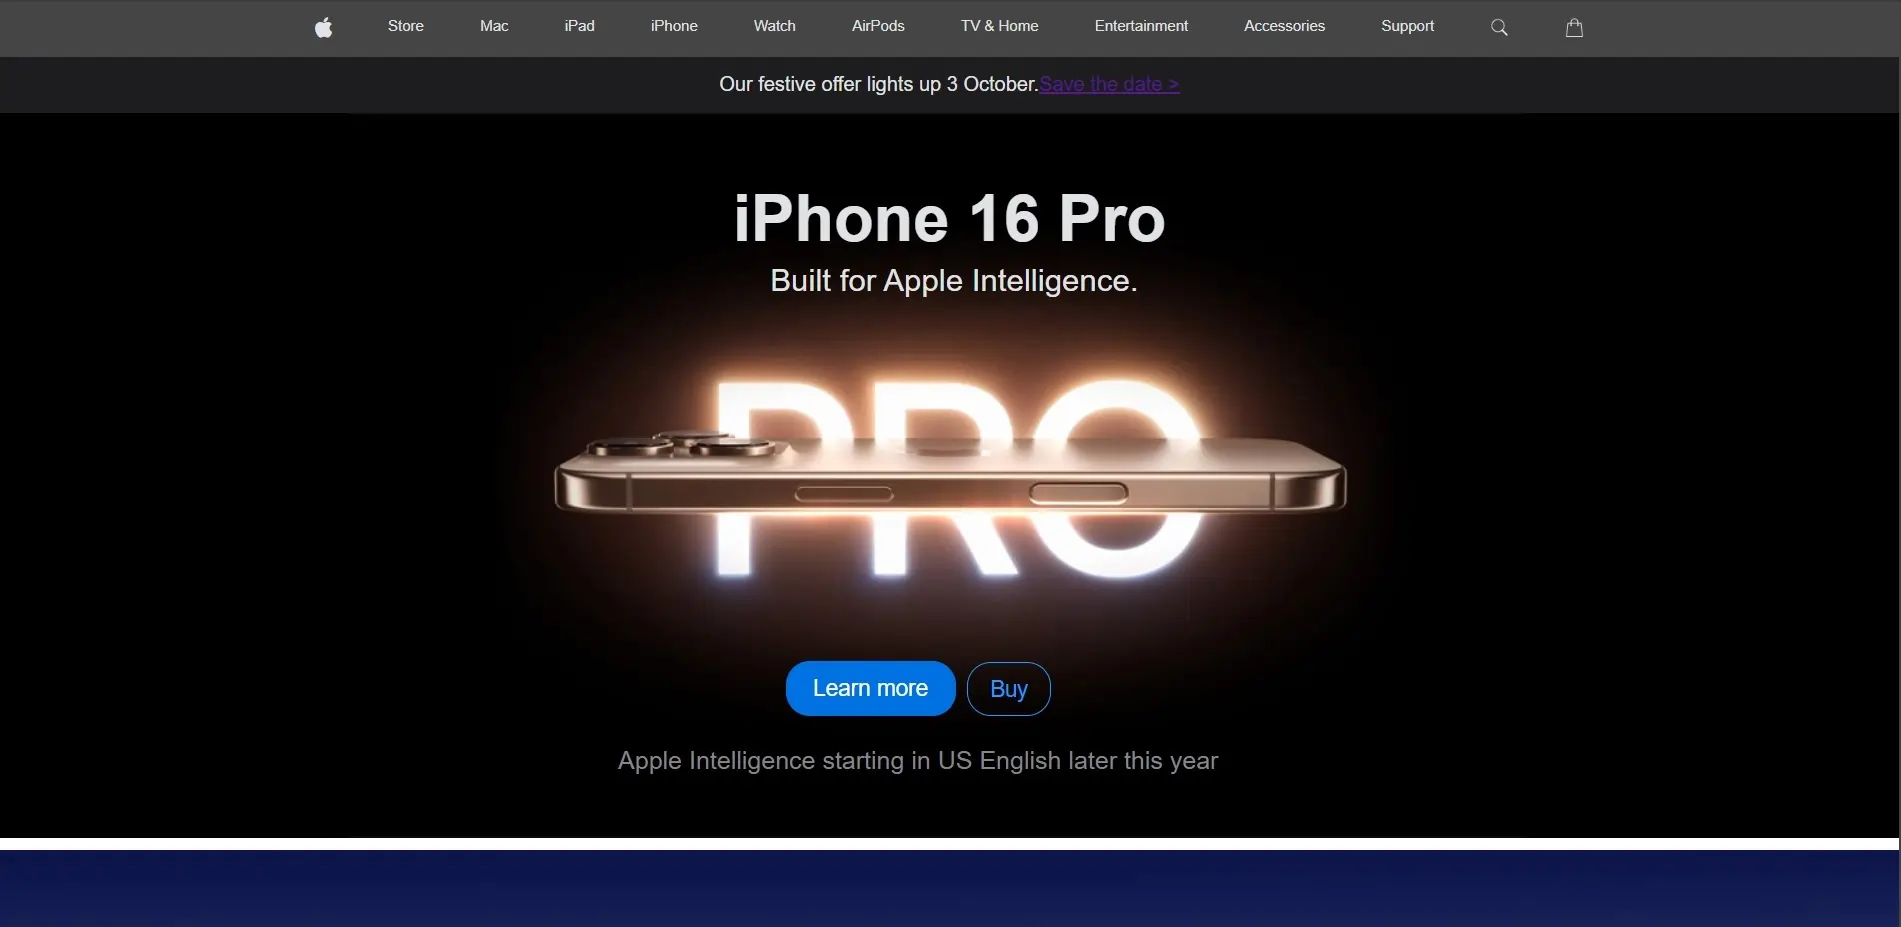 Store Mac iPad iPhone Watch AirPods TV & Home Entertainment Accessories Support
Our festive offer lights up 3 October.Save the date >
iPhone 16 Pro
Built for Apple Intelligence.
PRO
Learn more Buy
Apple Intelligence starting in US English later this year